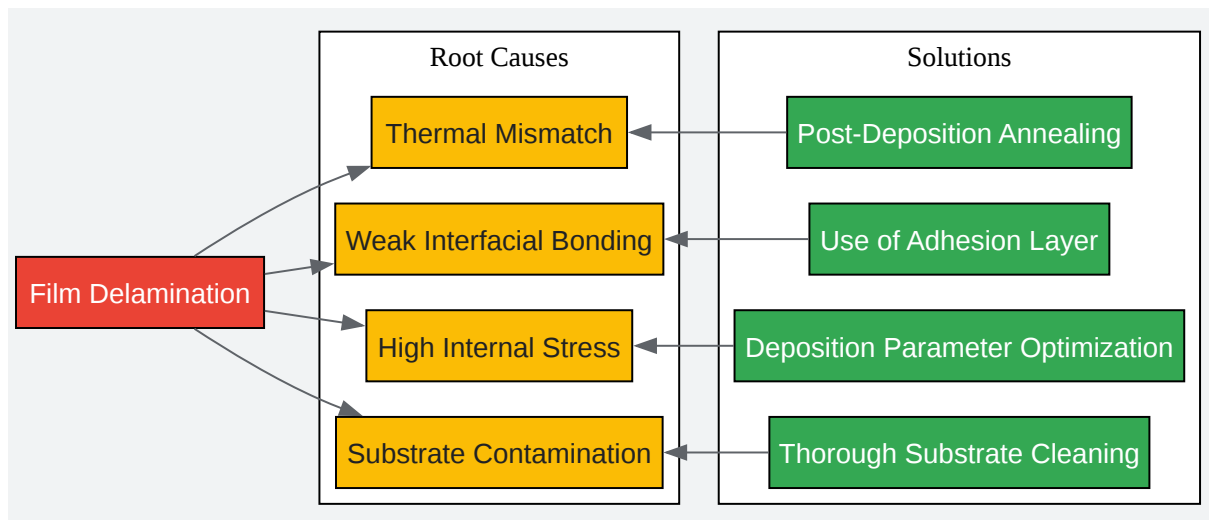 Root Causes
Solutions
Thermal Mismatch
Post-Deposition Annealing
Weak Interfacial Bonding
Use of Adhesion Layer
Film Delamination
High Internal Stress
Deposition Parameter Optimization
Substrate Contamination
Thorough Substrate Cleaning